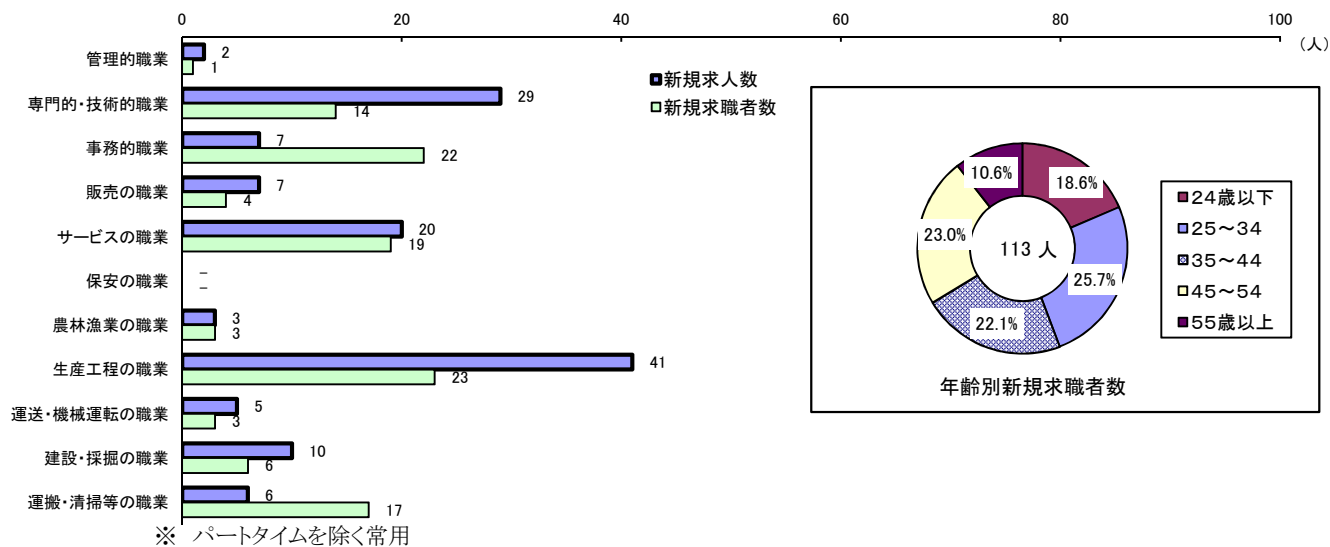 0 20 40 60 80 100
(人)
管理的職業 2
1
専門的・技術的職業 29
14
事務的職業 7
22
販売の職業 7
4
サービスの職業 20
19
保安の職業 -
-
農林漁業の職業 3
3
生産工程の職業 41
23
運送・機械運転の職業 5
3
建設・採掘の職業 10
6
運搬・清掃等の職業 6
17
※ パートタイムを除く常用
新規求人数
新規求職者数
10.6%
18.6%
23.0%
113 人
25.7%
22.1%
年齢別新規求職者数
24歳以下
25～34
35～44
45～54
55歳以上